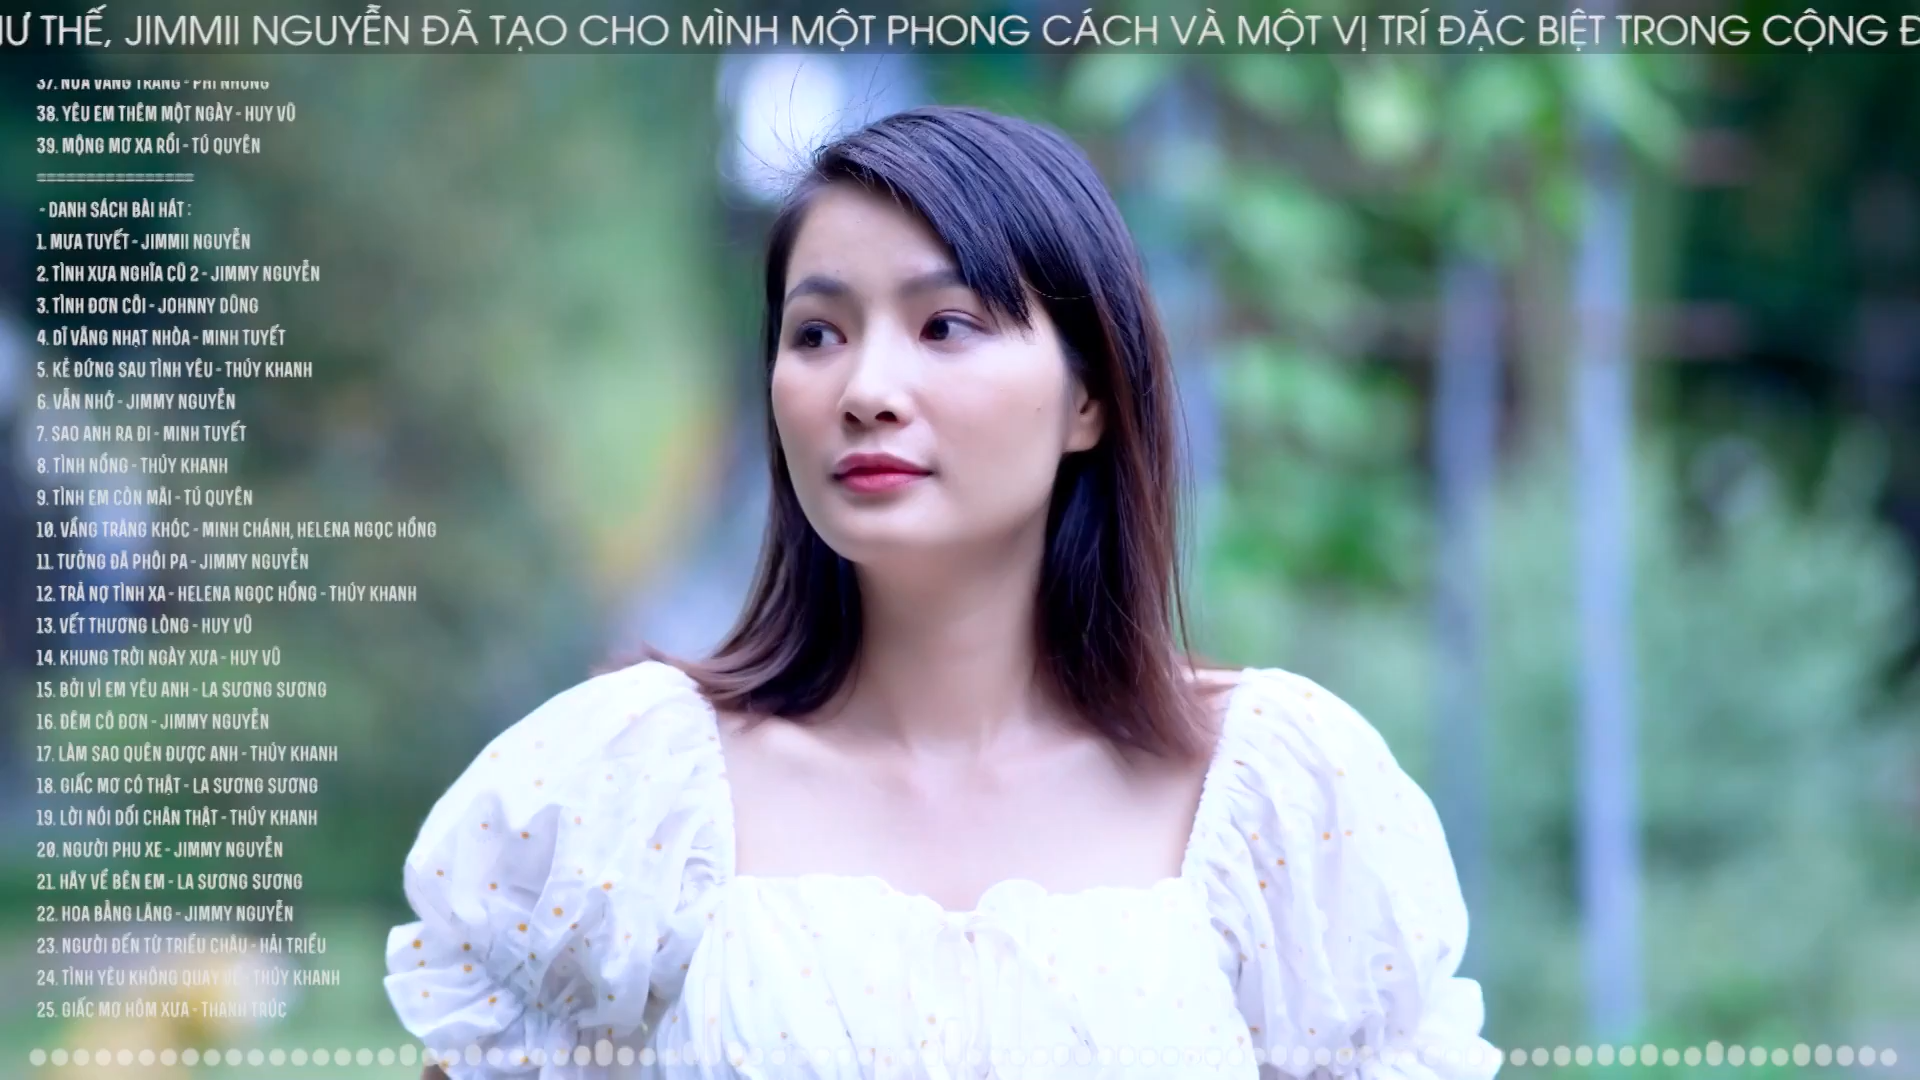 Ư THẾ, JIMMII NGUYỄN ĐÃ TẠO CHO MÌNH MỘT PHONG CÁCH VÀ MỘT VỊ TRÍ ĐẶC BIỆT TRONG CỘNG Đ
37. NỬA VẦNG TRĂNG - PHI NHUNG
38. YÊU EM THÊM MỘT NGÀY - HUY VŨ
39. MỘNG MƠ XA RỒI - TÚ QUYÊN
================
- DANH SÁCH BÀI HÁT :
1. MƯA TUYẾT - JIMMII NGUYỄN
2. TÌNH XƯA NGHĨA CŨ 2 - JIMMY NGUYỄN
3. TÌNH ĐƠN CÔI - JOHNNY DŨNG
4. DĨ VÃNG NHẠT NHÒA - MINH TUYẾT
5. KẺ ĐỨNG SAU TÌNH YÊU - THÚY KHANH
6. VẪN NHỚ - JIMMY NGUYỄN
7. SAO ANH RA ĐI - MINH TUYẾT
8. TÌNH NỒNG - THÚY KHANH
9. TÌNH EM CÒN MÃI - TÚ QUYÊN
10. VẦNG TRĂNG KHÓC - MINH CHÁNH, HELENA NGỌC HỒNG
11. TƯỞNG ĐÃ PHÔI PA - JIMMY NGUYỄN
12. TRẢ NỢ TÌNH XA - HELENA NGỌC HỒNG - THÚY KHANH
13. VẾT THƯƠNG LÒNG - HUY VŨ
14. KHUNG TRỜI NGÀY XƯA - HUY VŨ
15. BỞI VÌ EM YÊU ANH - LA SƯƠNG SƯƠNG
16. ĐÊM CÔ ĐƠN - JIMMY NGUYỄN
17. LÀM SAO QUÊN ĐƯỢC ANH - THÚY KHANH
18. GIẤC MƠ CÓ THẬT - LA SƯƠNG SƯƠNG
19. LỜI NÓI DỐI CHÂN THẬT - THÚY KHANH
20. NGƯỜI PHU XE - JIMMY NGUYỄN
21. HÃY VỀ BÊN EM - LA SƯƠNG SƯƠNG
22. HOA BẰNG LĂNG - JIMMY NGUYỄN
23. NGƯỜI ĐẾN TỪ TRIỀU CHÂU - HẢI TRIỀU
24. TÌNH YÊU KHÔNG QUAY VỀ - THÚY KHANH
25. GIẤC MƠ HÔM XƯA - THANH TRÚC